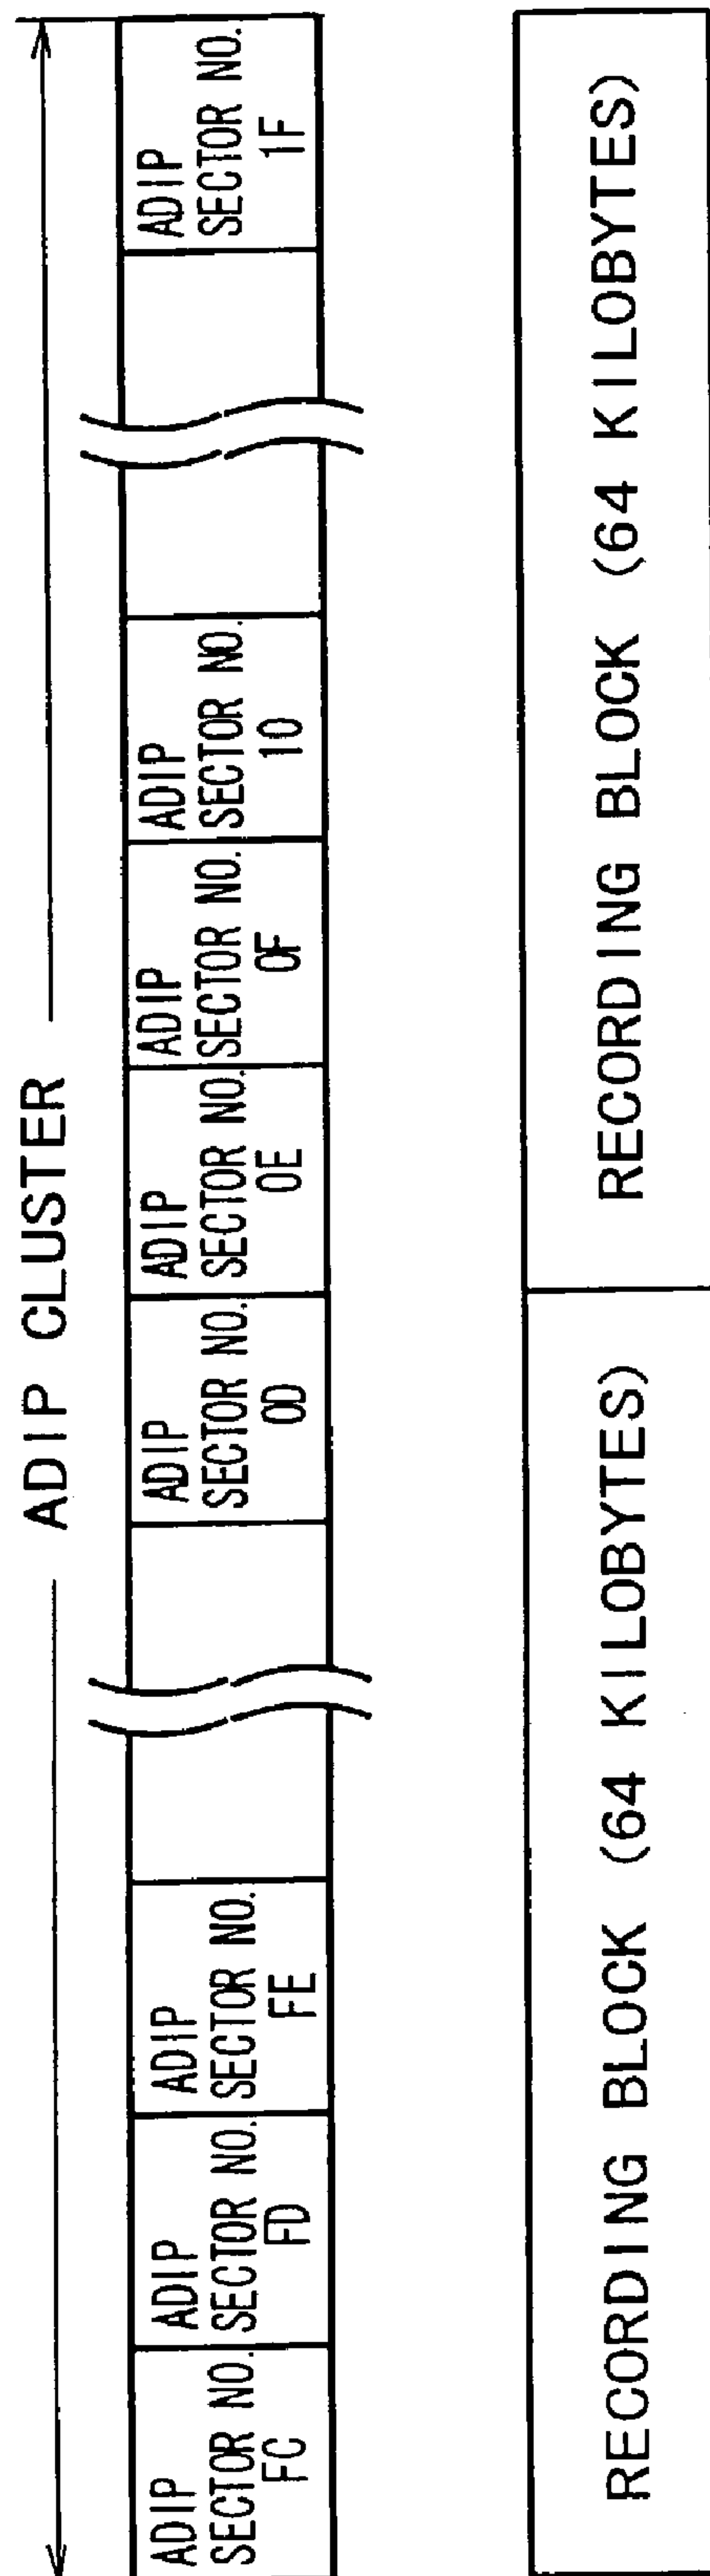 ADIP CLUSTER
ADIP
SECTOR NO.
FC
ADIP
SECTOR NO.
FD
ADIP
SECTOR NO.
FE
ADIP
SECTOR NO.
0D
ADIP
SECTOR NO.
0E
ADIP
SECTOR NO.
0F
ADIP
SECTOR NO.
10
ADIP
SECTOR NO.
1F
RECORDING BLOCK (64 KILOBYTES)
RECORDING BLOCK (64 KILOBYTES)